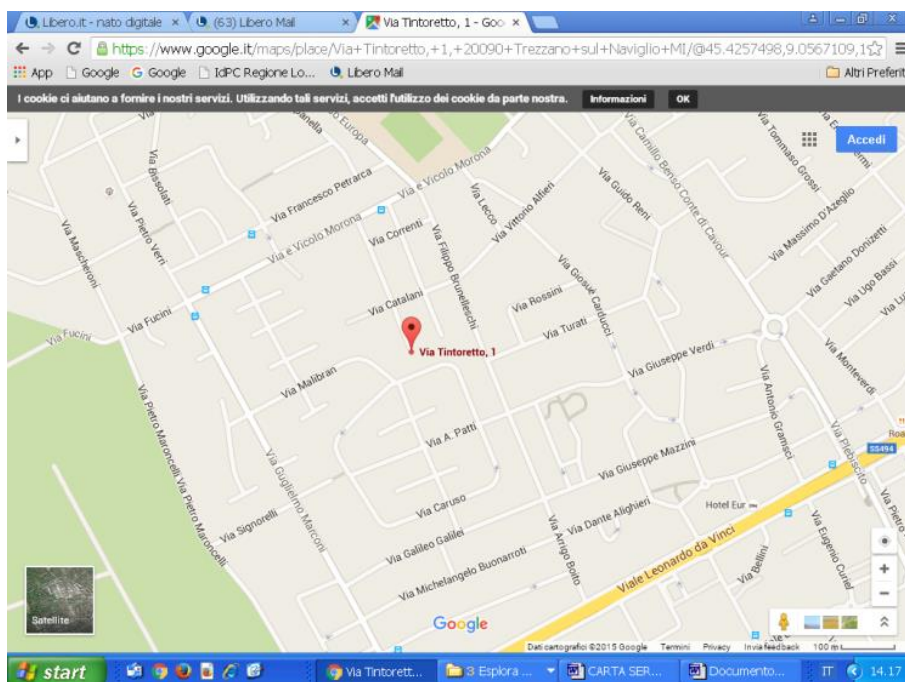 Libero.it - nato digitale
(63) Libero Mail
Via Tintoretto, 1 - Goo
https://www.google.it/maps/place/Via+Tintoretto,+1,+20090+Trezzano+sul+Naviglio+MI/@45.4257498,9.0567109,1
App
Google
Google
IdPC Regione Lo...
Libero Mail
Altri Preferit
I cookie ci aiutano a fornire i nostri servizi. Utilizzando tali servizi, accetti l'utilizzo dei cookie da parte nostra.
Informazioni
OK
Accedi
Europa
Via Bissolati
Via Pietro Verri
Via Mascheroni
Via Francesco Petrarca
Via e Vicolo Morona
Via e Vicolo Morona
Via Correnti
Via Filippo Brunelleschi
Via Lecco
Via Vittorio Alfieri
Via Guido Reni
Via Camillo Benso Conte di Cavour
Via Tommaso Grossi
Via Massimo D'Azeglio
Via Gaetano Donizetti
Via Ugo Bassi
Via Fucini
Via Fucini
Via Catalani
Via Tintoretto, 1
Via Rossini
Via Giosuè Carducci
Via Turati
Via Giuseppe Verdi
Via Monteverdi
Via Malibran
Via A. Patti
Via Antonio Gramsci
Via Plebiscito
Roa
SS494
Via Pietro Maroncelli
Via Pietro Maroncelli
Via Guglielmo Marconi
Via Signorelli
Via Caruso
Via Giuseppe Mazzini
Via Galileo Galilei
Via Dante Alighieri
Hotel Eur
Via Arrigo Boito
Via Michelangelo Buonarroti
Viale Leonardo da Vinci
Via Bellini
Via Eugenio Curiel
Via Pietro
Satellite
Google
Dati cartografici ©2015 Google
Termini
Privacy
Invia feedback
100 m
start
Via Tintorett...
3 Esplora ...
CARTA SER...
Documento...
IT
14.17